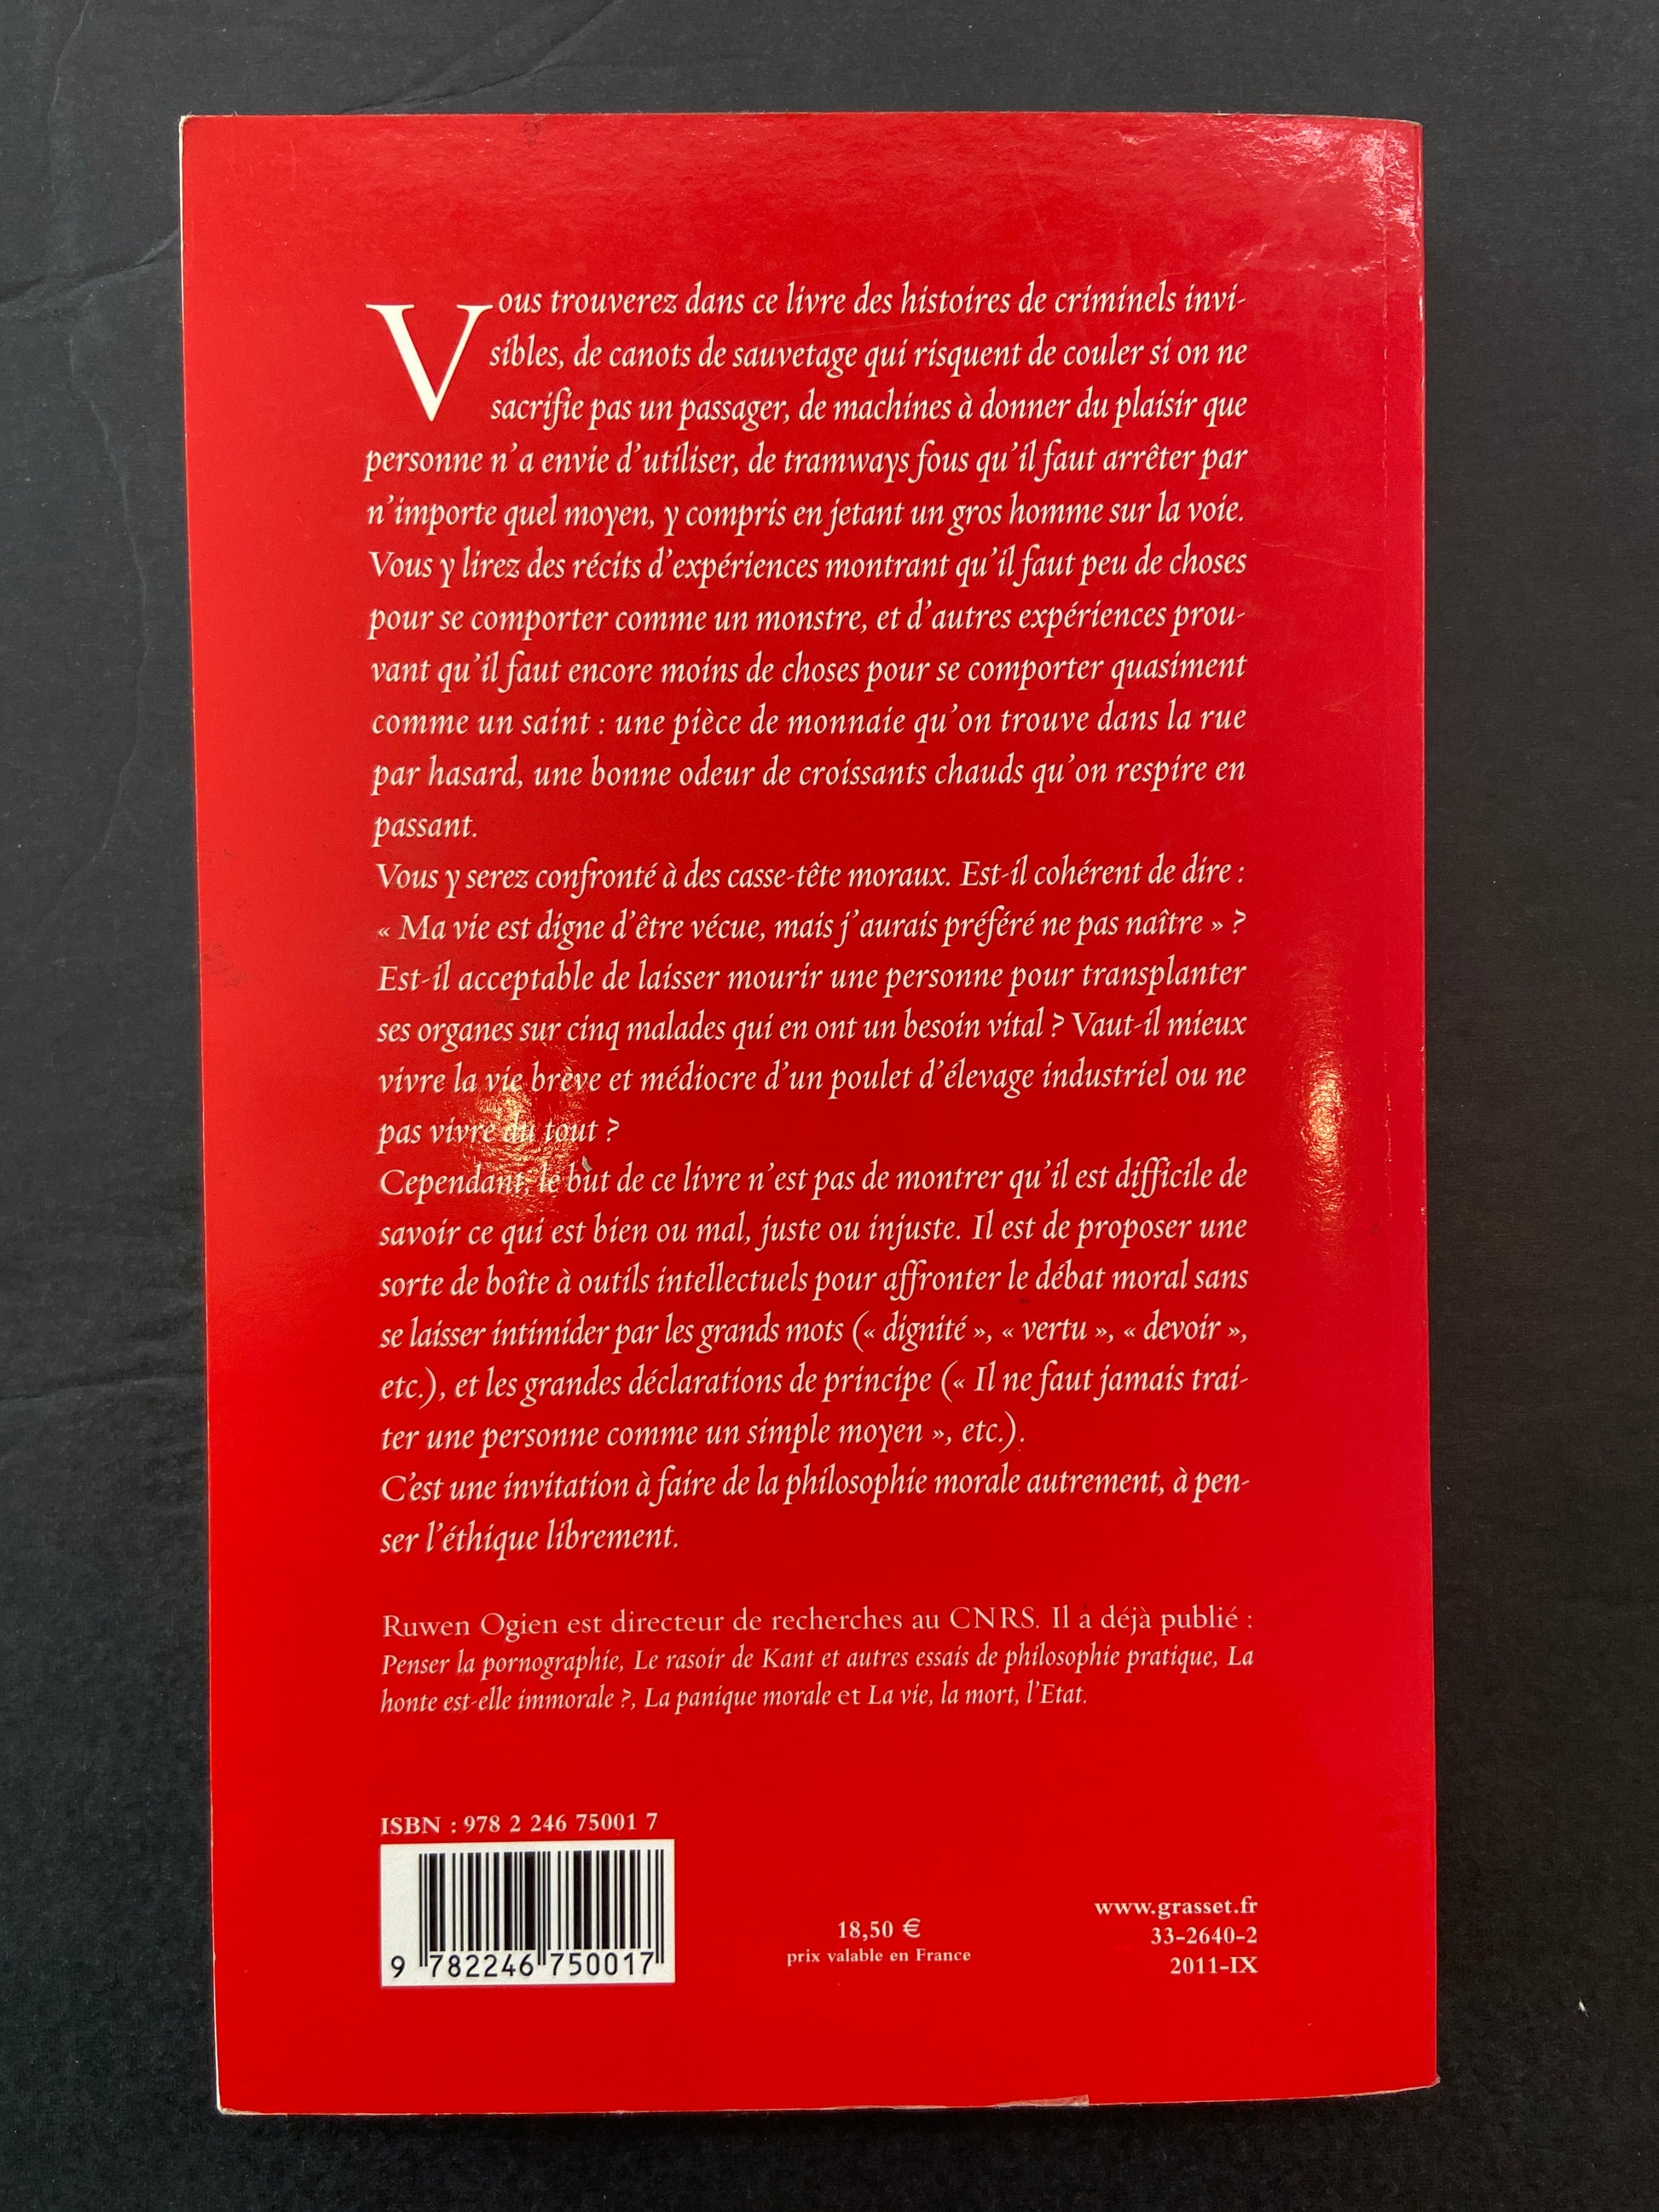 Vous trouverez dans ce livre des histoires de criminels invi-
sibles, de canots de sauvetage qui risquent de couler si on ne
sacrifie pas un passager, de machines à donner du plaisir que
personne n'a envie d'utiliser, de tramways fous qu'il faut arrêter par
n'importe quel moyen, y compris en jetant un gros homme sur la voie.
Vous y lirez des récits d'expériences montrant qu'il faut peu de choses
pour se comporter comme un monstre, et d'autres expériences prou-
vant qu'il faut encore moins de choses pour se comporter quasiment
comme un saint : une pièce de monnaie qu'on trouve dans la rue
par hasard, une bonne odeur de croissants chauds qu'on respire en
passant.
Vous y serez confronté à des casse-tête moraux. Est-il cohérent de dire :
« Ma vie est digne d'être vécue, mais j'aurais préféré ne pas naître » ?
Est-il acceptable de laisser mourir une personne pour transplanter
ses organes sur cinq malades qui en ont un besoin vital ? Vaut-il mieux
vivre la vie brève et médiocre d'un poulet d'élevage industriel ou ne
pas vivre du tout ?
Cependant, le but de ce livre n'est pas de montrer qu'il est difficile de
savoir ce qui est bien ou mal, juste ou injuste. Il est de proposer une
sorte de boîte à outils intellectuels pour affronter le débat moral sans
se laisser intimider par les grands mots (« dignité », « vertu », « devoir »,
etc.), et les grandes déclarations de principe (« Il ne faut jamais trai-
ter une personne comme un simple moyen », etc.).
C'est une invitation à faire de la philosophie morale autrement, à pen-
ser l'éthique librement.
Ruwen Ogien est directeur de recherches au CNRS. Il a déjà publié :
Penser la pornographie, Le rasoir de Kant et autres essais de philosophie pratique, La
honte est-elle immorale ?, La panique morale et La vie, la mort, l'Etat.
ISBN : 978 2 246 75001 7
9 782246 750017
18,50 €
prix valable en France
www.grasset.fr
33-2640-2
2011-IX